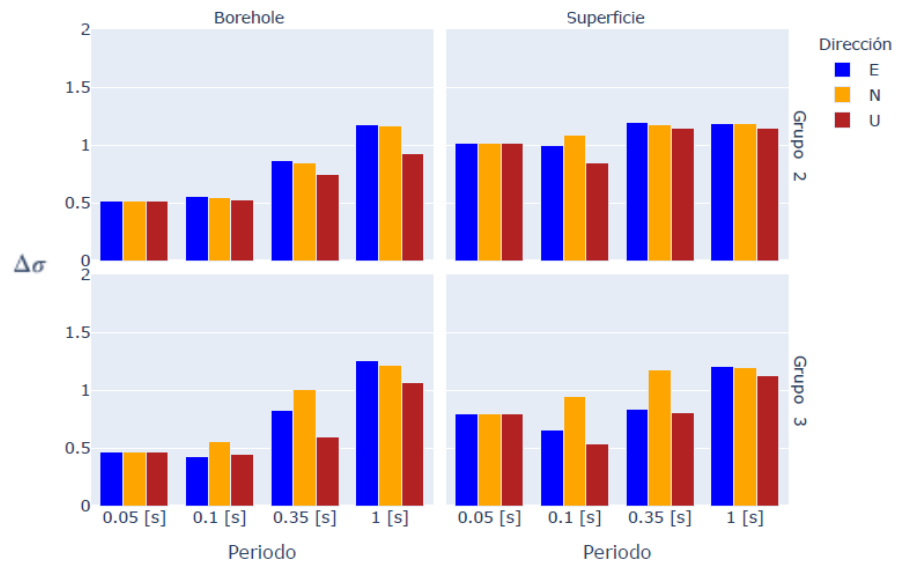 Borehole
Superficie
2
1.5
1
0.5
0
Grupo 2
Dirección
E
N
U
Δσ
2
1.5
1
0.5
0
Grupo 3
0.05 [s] 0.1 [s] 0.35 [s] 1 [s]
0.05 [s] 0.1 [s] 0.35 [s] 1 [s]
Periodo
Periodo